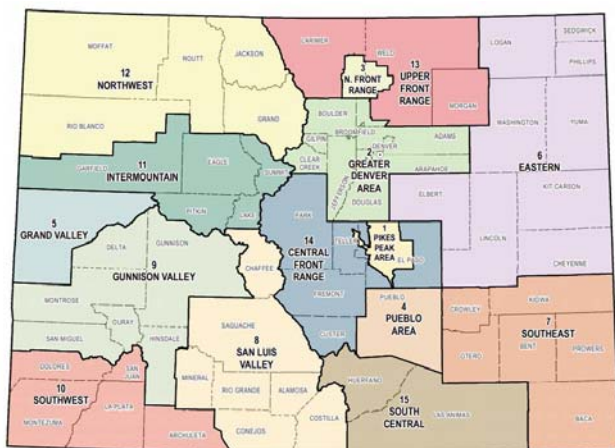 MOFFAT
ROUTT
JACKSON
LARIMER
WELD
LOGAN
SEDGWICK
PHILLIPS
12
NORTHWEST
3
N. FRONT
RANGE
13
UPPER
FRONT
RANGE
MORGAN
RIO BLANCO
GRAND
BOULDER
BROOMFIELD
GILPIN
DENVER
ADAMS
WASHINGTON
YUMA
GARFIELD
11
INTERMOUNTAIN
EAGLE
SUMMIT
CLEAR
CREEK
2
GREATER
DENVER
AREA
ARAPAHOE
JEFFERSON
DOUGLAS
6
EASTERN
ELBERT
KIT CARSON
PITKIN
LAKE
PARK
5
GRAND VALLEY
DELTA
GUNNISON
9
GUNNISON VALLEY
CHAFFEE
14
CENTRAL
FRONT
RANGE
TELLER
1
PIKES
PEAK
AREA
EL PASO
LINCOLN
CHEYENNE
MONTROSE
OURAY
SAN MIGUEL
HINSDALE
FREMONT
CUSTER
PUEBLO
4
PUEBLO
AREA
CROWLEY
KIOWA
7
SOUTHEAST
OTERO
BENT
PROWERS
SAGUACHE
8
SAN LUIS
VALLEY
DOLORES
SAN
JUAN
10
SOUTHWEST
MONTEZUMA
LA PLATA
ARCHULETA
MINERAL
RIO GRANDE
ALAMOSA
CONEJOS
COSTILLA
HUERFANO
15
SOUTH
CENTRAL
LAS ANIMAS
BACA